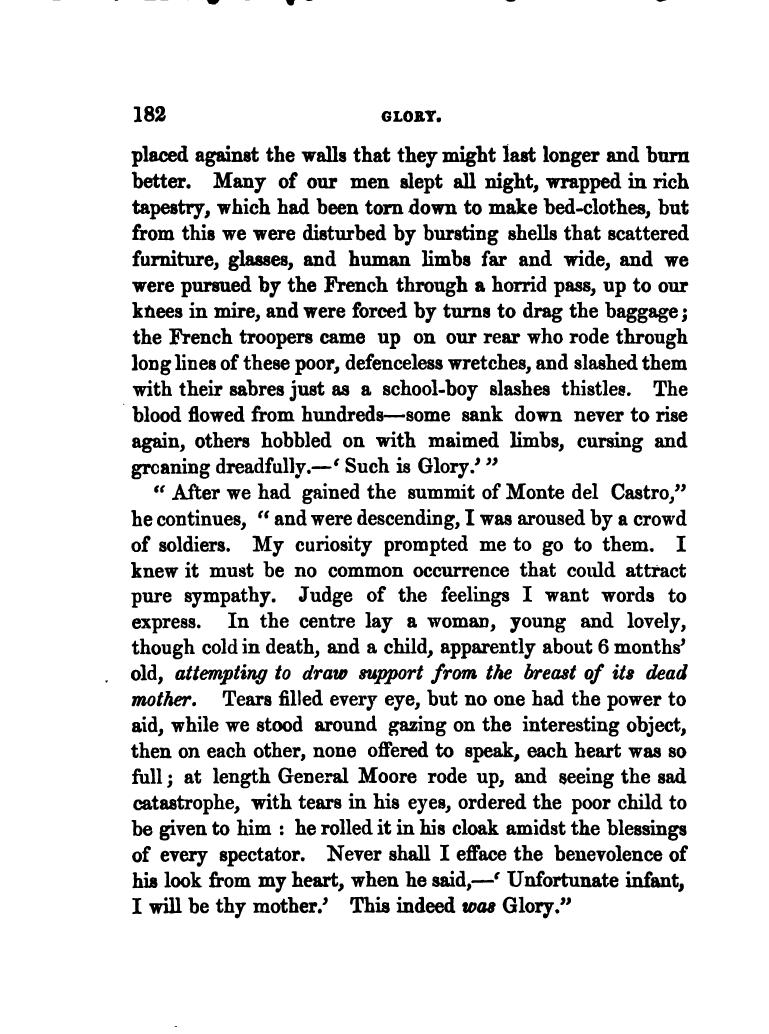 182 GLORY.
placed against the walls that they might last longer and burn
better. Many of our men slept all night, wrapped in rich
tapestry, which had been torn down to make bed-clothes, but
from this we were disturbed by bursting shells that scattered
furniture, glasses, and human limbs far and wide, and we
were pursued by the French through a horrid pass, up to our
knees in mire, and were forced by turns to drag the baggage;
the French troopers came up on our rear who rode through
long lines of these poor, defenceless wretches, and slashed them
with their sabres just as a school-boy slashes thistles. The
blood flowed from hundreds—some sank down never to rise
again, others hobbled on with maimed limbs, cursing and
groaning dreadfully.—‘ Such is Glory.’ ”
“ After we had gained the summit of Monte del Castro,”
he continues, “ and were descending, I was aroused by a crowd
of soldiers. My curiosity prompted me to go to them. I
knew it must be no common occurrence that could attract
pure sympathy. Judge of the feelings I want words to
express. In the centre lay a woman, young and lovely,
though cold in death, and a child, apparently about 6 months’
old, attempting to draw support from the breast of its dead
mother. Tears filled every eye, but no one had the power to
aid, while we stood around gazing on the interesting object,
then on each other, none offered to speak, each heart was so
full; at length General Moore rode up, and seeing the sad
catastrophe, with tears in his eyes, ordered the poor child to
be given to him : he rolled it in his cloak amidst the blessings
of every spectator. Never shall I efface the benevolence of
his look from my heart, when he said,—‘ Unfortunate infant,
I will be thy mother.’ This indeed was Glory.”